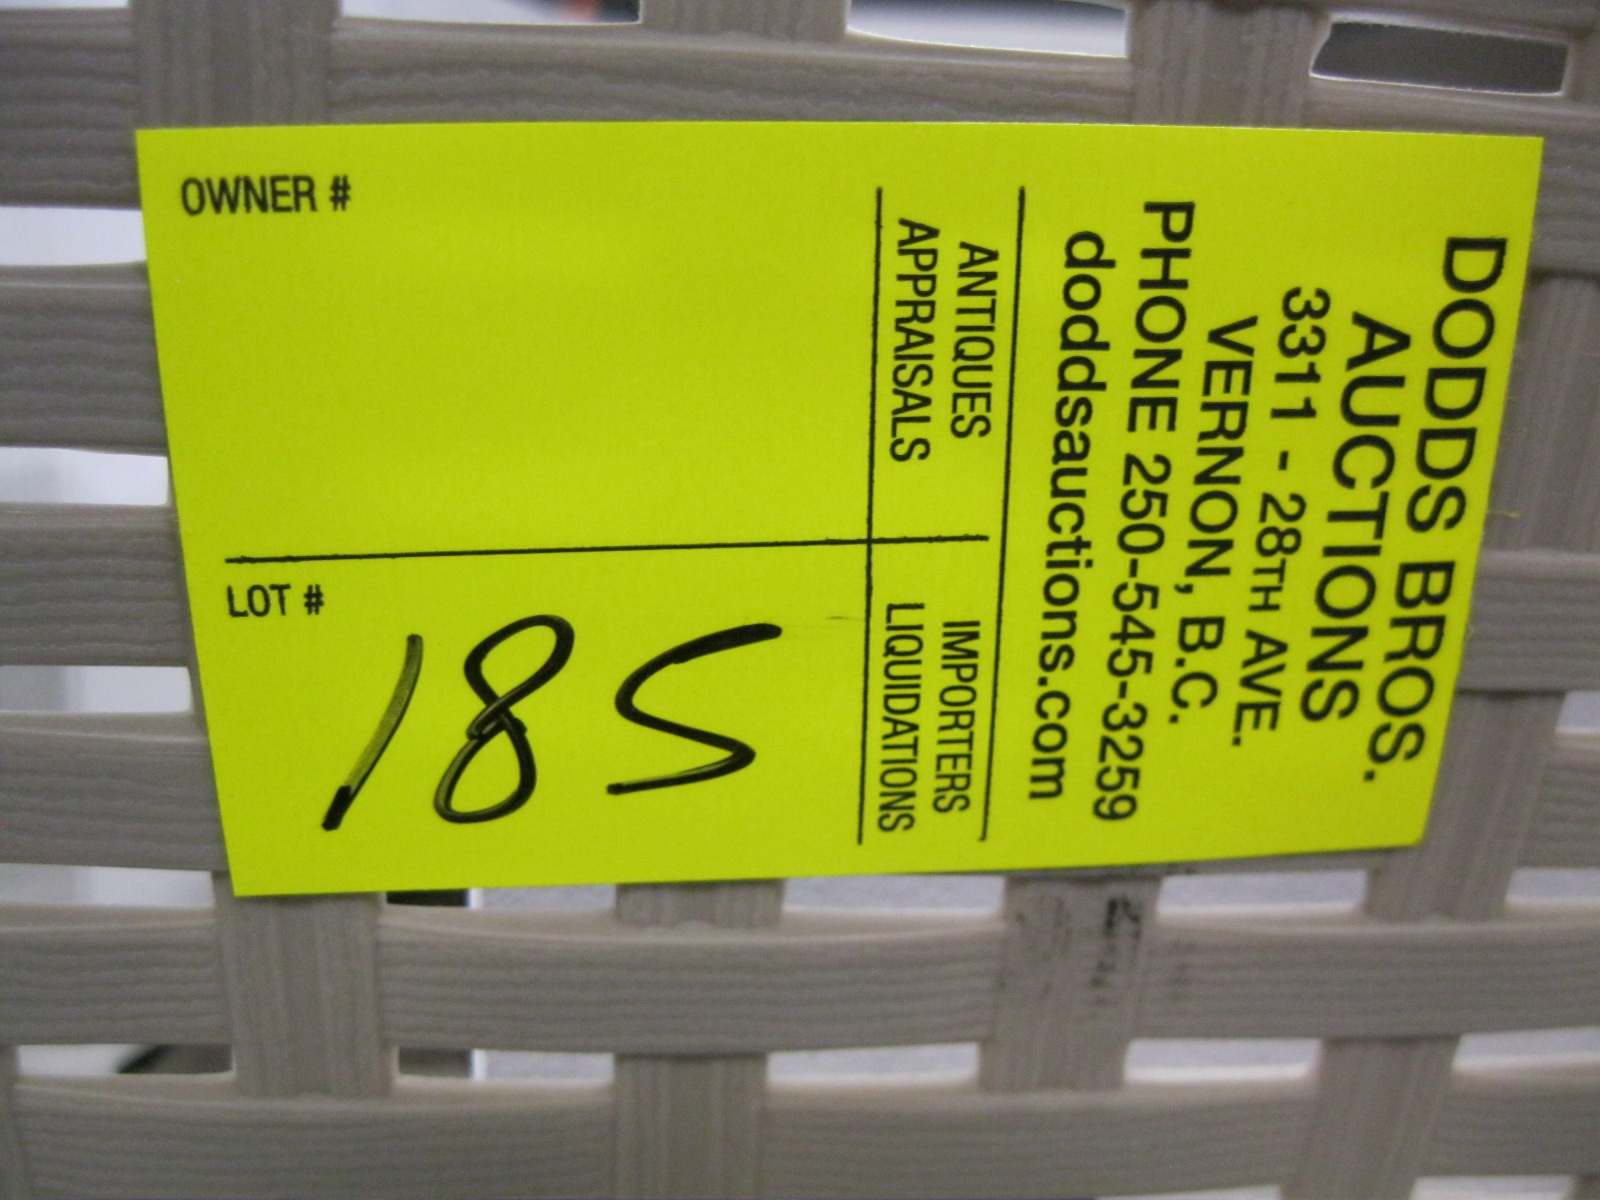 DODDS BROS.
AUCTIONS
3311 - 28TH AVE.
VERNON, B.C.
PHONE 250-545-3259
doddsauctions.com
ANTIQUES
APPRAISALS
IMPORTERS
LIQUIDATIONS
OWNER #
LOT #
185